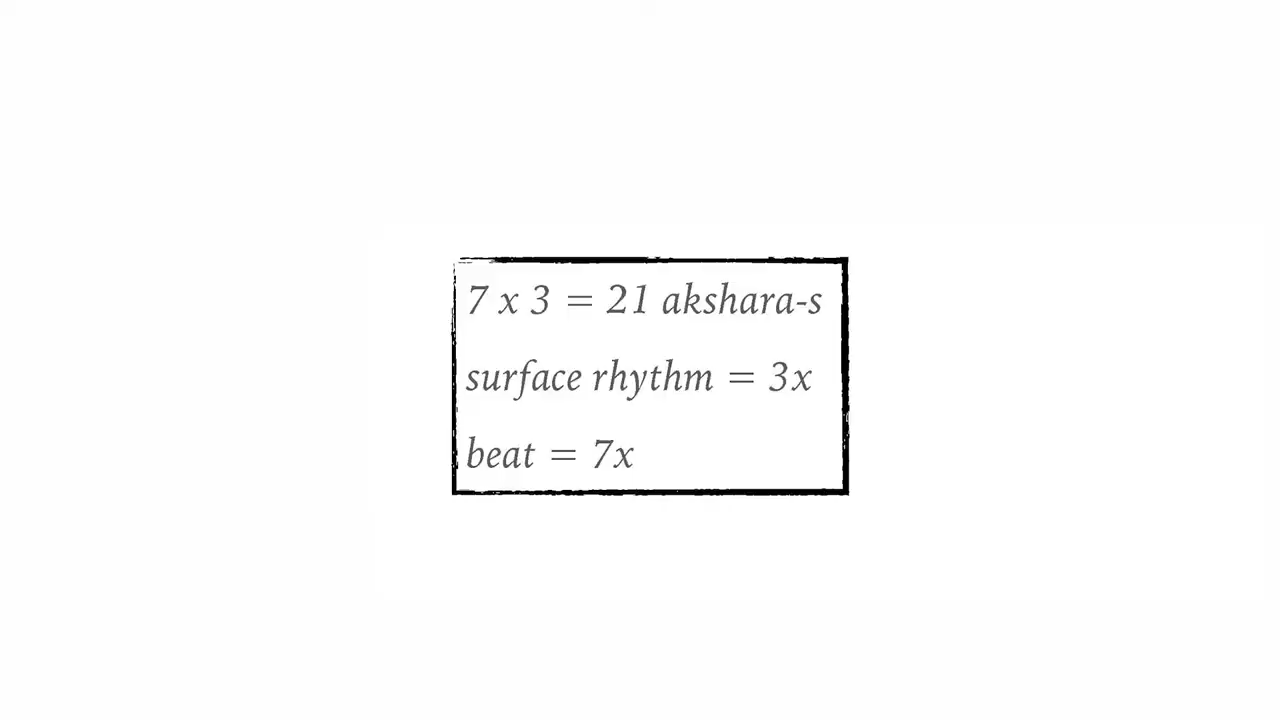 7 x 3 = 21 akshara-s
surface rhythm = 3x
beat = 7x